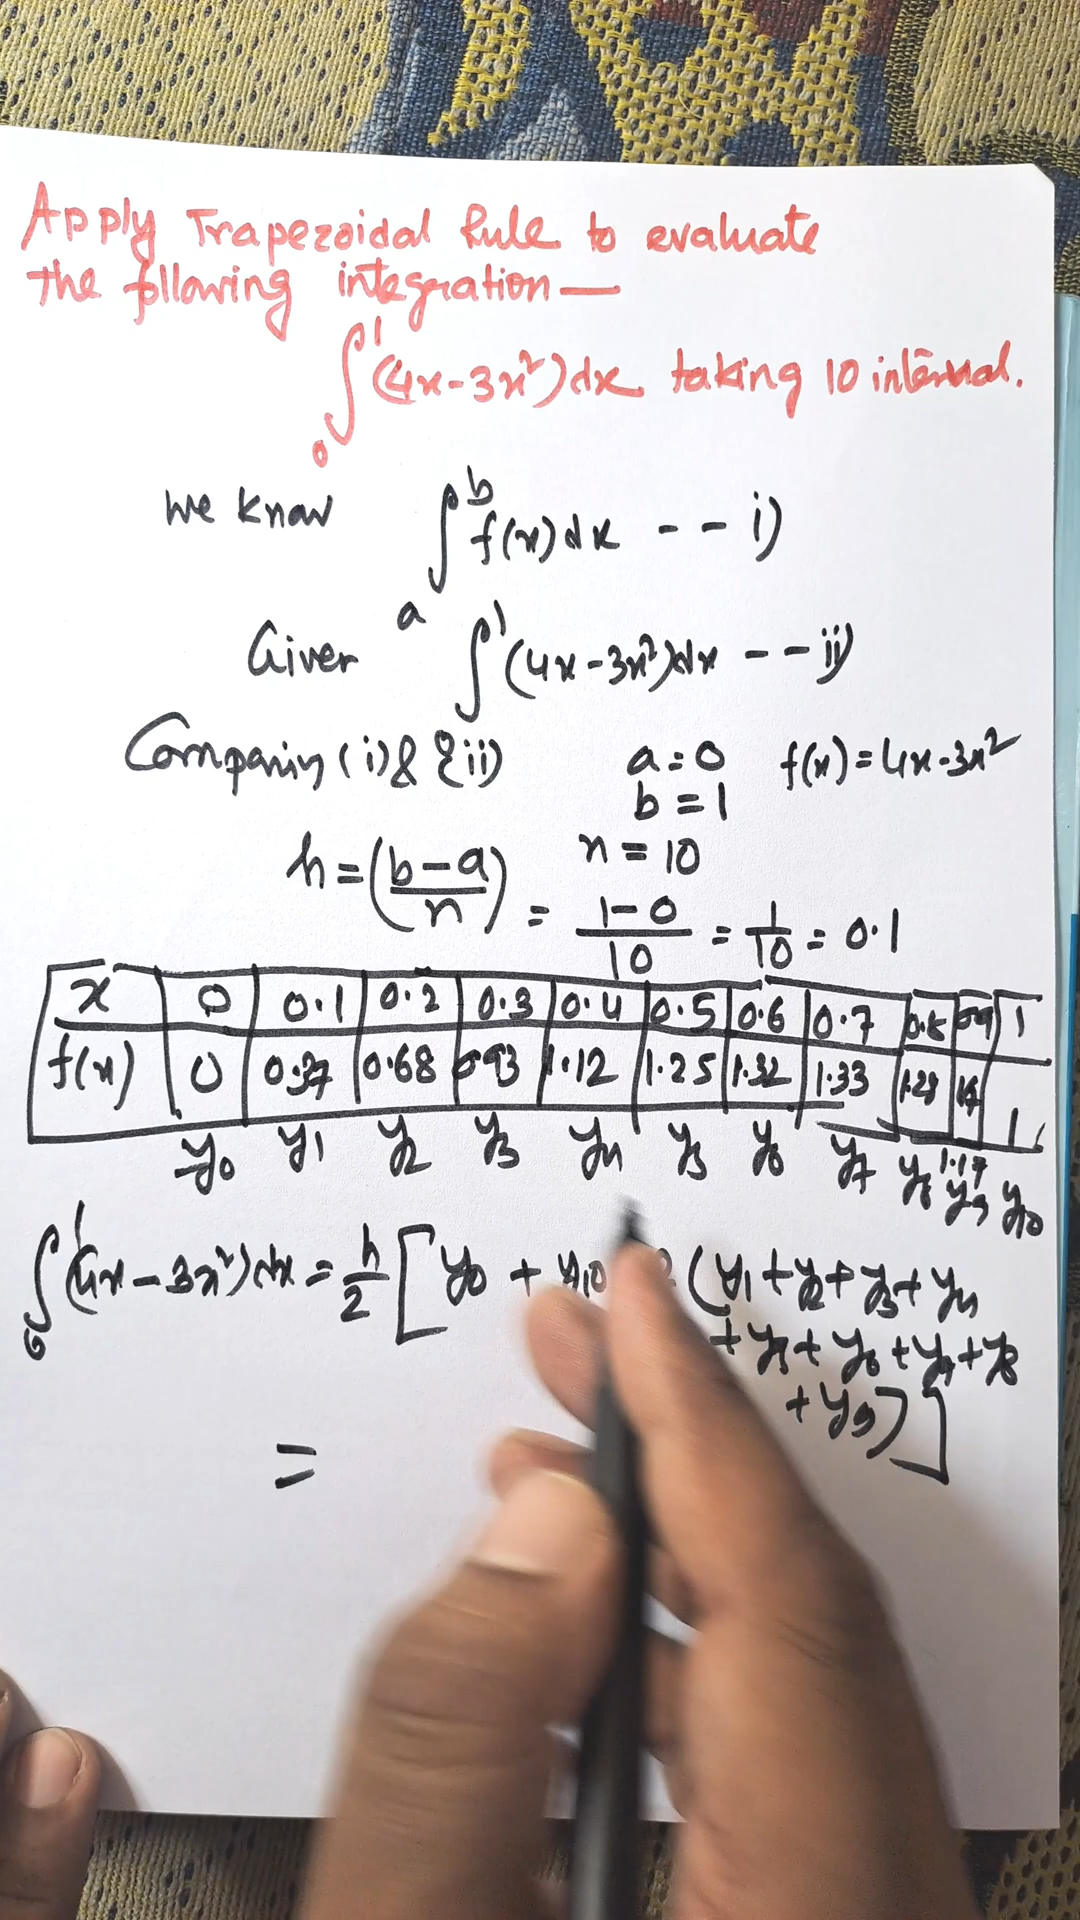 Apply Trapezoidal Rule to evaluate
the following integration —
∫₀¹ (4x-3x²)dx taking 10 interval.
We know ∫ₐᵇ f(x)dx -- i)
Given ∫¹ (4x-3x²)dx -- ii)
Comparing (i) & (ii) a=0 f(x)=4x-3x²
b=1
h=(b-a/n) n=10
= 1-0/10 = 1/10 = 0.1
x 0 0.1 0.2 0.3 0.4 0.5 0.6 0.7 0.8 0.9 1
f(x) 0 0.37 0.68 0.93 1.12 1.25 1.32 1.33 1.28 1
1.17
y₀ y₁ y₂ y₃ y₄ y₅ y₆ y₇ y₈ y₉ y₁₀
∫₀¹ (4x-3x²)dx = h/2 [y₀ + y₁₀ (y₁+y₂+y₃+y₄
+y₅+y₆+y₇+y₈
+y₉)]
=